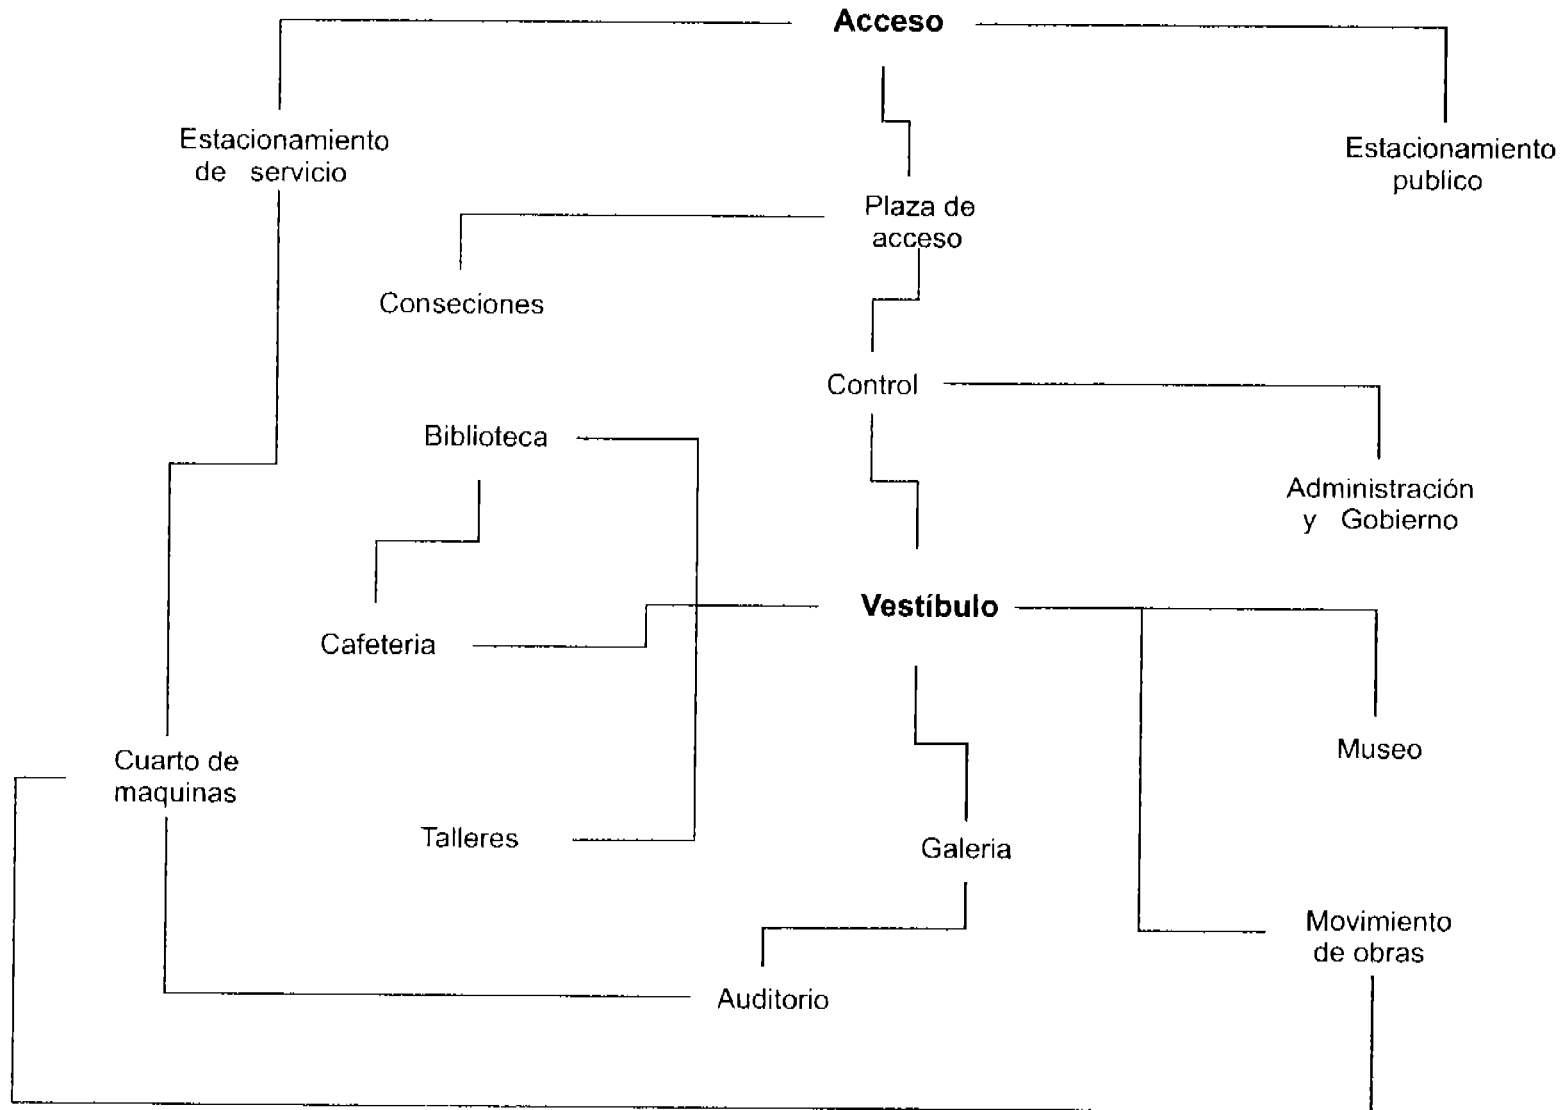 Acceso
Estacionamiento
de servicio
Estacionamiento
publico
Plaza de
acceso
Conseciones
Control
Biblioteca
Administración
y Gobierno
Vestíbulo
Cafeteria
Museo
Cuarto de
maquinas
Talleres
Galeria
Movimiento
de obras
Auditorio